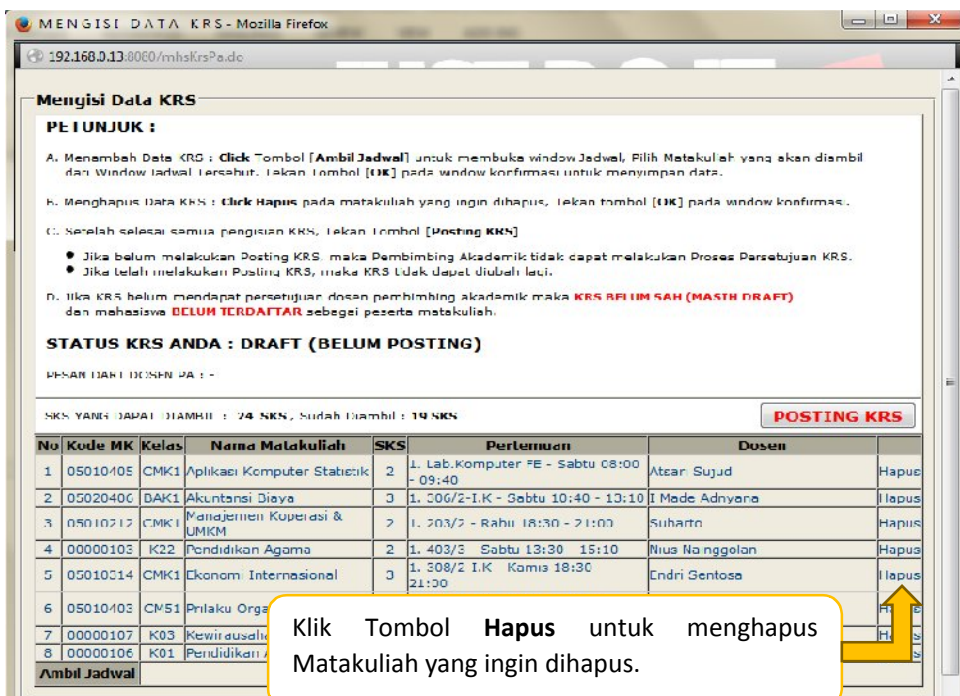 MENGISI DATA KRS - Mozilla Firefox
192.168.0.13:8080/mhsKrsPa.do
Mengisi Data KRS
PETUNJUK :
A. Menambah Data KRS : Click Tombol [Ambil Jadwal] untuk membuka window Jadwal, Pilih Matakuliah yang akan diambil
dari Window Jadwal Tersebut. Tekan Tombol [OK] pada window konfirmasi untuk menyimpan data.
B. Menghapus Data KRS : Click Hapus pada matakuliah yang ingin dihapus, Tekan tombol [OK] pada window konfirmasi.
C. Setelah selesai semua pengisian KRS, Tekan Tombol [Posting KRS]
• Jika belum melakukan Posting KRS, maka Pembimbing Akademik tidak dapat melakukan Proses Persetujuan KRS.
• Jika telah melakukan Posting KRS, maka KRS tidak dapat diubah lagi.
D. Jika KRS belum mendapat persetujuan dosen pembimbing akademik maka KRS BELUM SAH (MASIH DRAFT)
dan mahasiswa BELUM TERDAFTAR sebagai peserta matakuliah.
STATUS KRS ANDA : DRAFT (BELUM POSTING)
PESAN DARI DOSEN PA : -
SKS YANG DAPAT DIAMBIL : 24 SKS, Sudah Diambil : 19 SKS
POSTING KRS
No Kode MK Kelas Nama Matakuliah SKS Pertemuan Dosen
1 05010405 CMK1 Aplikasi Komputer Statistik 2 1. Lab.Komputer FE - Sabtu 08:00 - 09:40 Atsari Sujud Hapus
2 05020406 BAK1 Akuntansi Biaya 3 1. 306/2-I.K - Sabtu 10:40 - 13:10 I Made Adnyana Hapus
3 05010212 CMK1 Manajemen Koperasi & UMKM 2 1. 203/2 - Rabu 18:30 - 21:00 Suharto Hapus
4 00000103 K22 Pendidikan Agama 2 1. 403/3 - Sabtu 13:30 - 15:10 Nius Nainggolan Hapus
5 05010314 CMK1 Ekonomi Internasional 3 1. 308/2-I.K - Kamis 18:30 - 21:00 Endri Sentosa Hapus
6 05010403 CM51 Prilaku Orga
7 00000107 K03 Kewirausaha
8 00000106 K01 Pendidikan
Ambil Jadwal
Klik Tombol Hapus untuk menghapus
Matakuliah yang ingin dihapus.